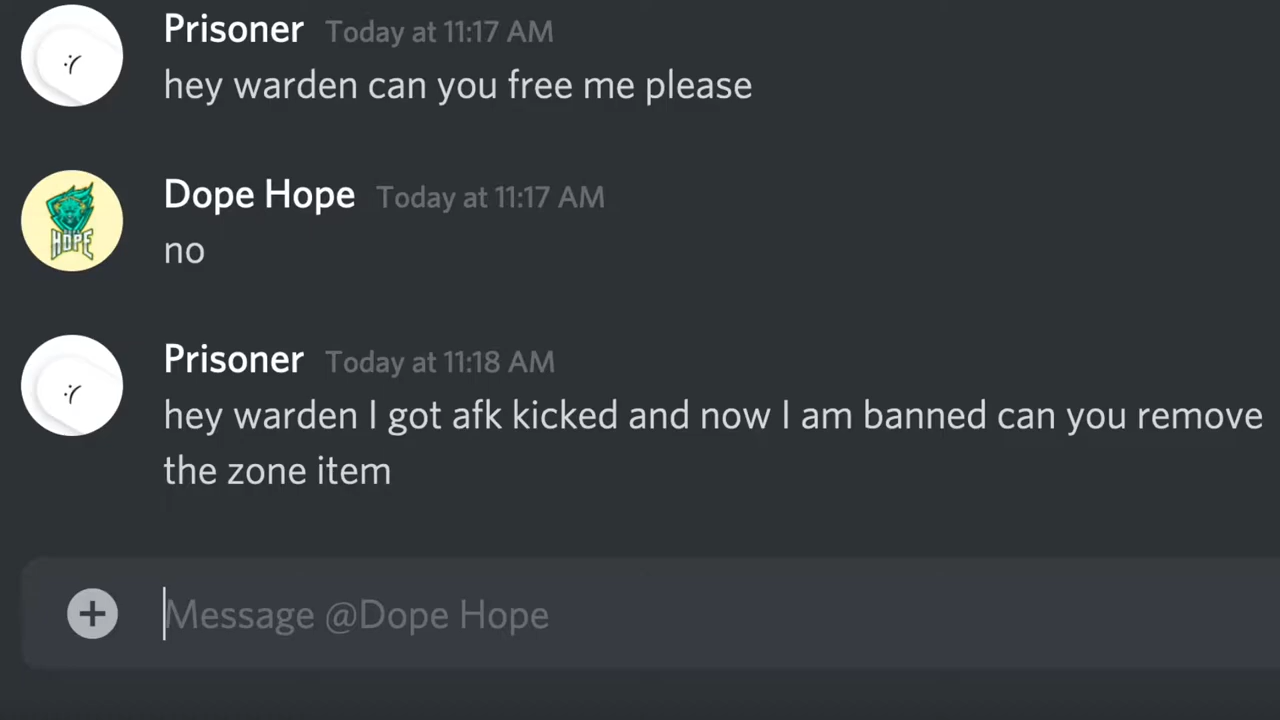 Prisoner Today at 11:17 AM
hey warden can you free me please
Dope Hope Today at 11:17 AM
HOPE
no
Prisoner Today at 11:18 AM
hey warden I got afk kicked and now I am banned can you remove
the zone item
Message @Dope Hope